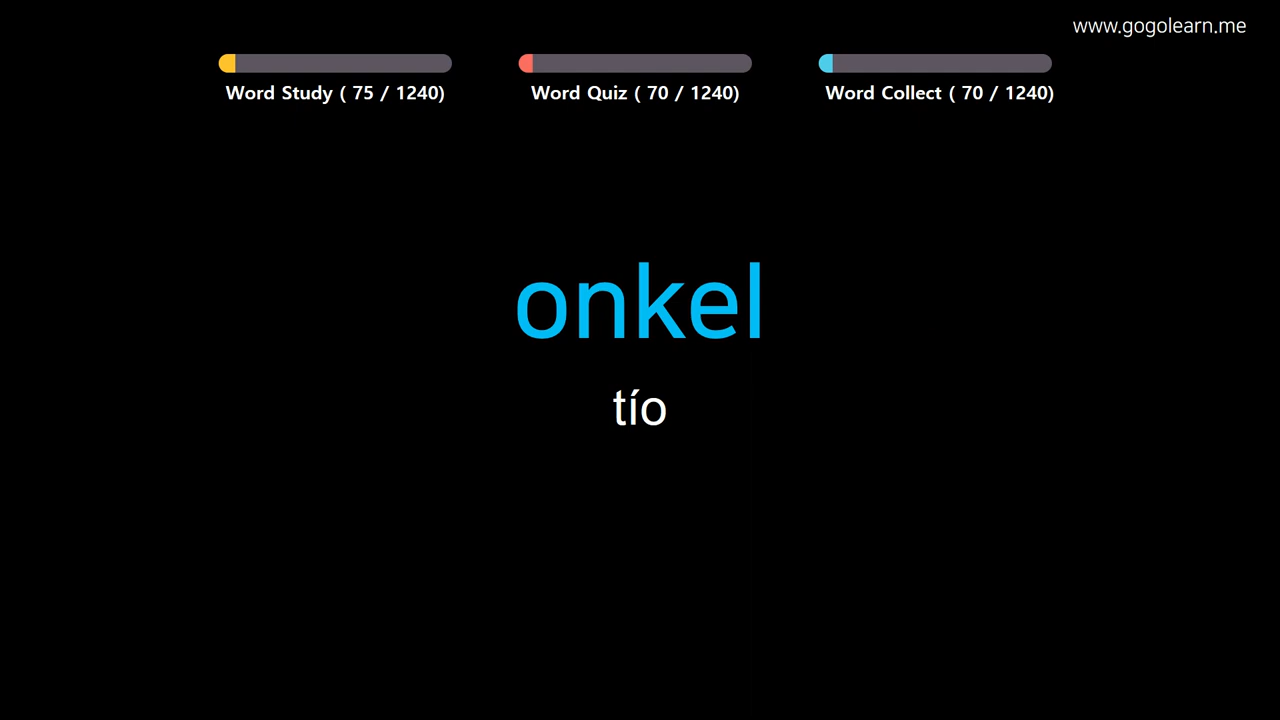 www.gogolearn.me
Word Study ( 75 / 1240)
Word Quiz ( 70 / 1240)
Word Collect ( 70 / 1240)
onkel
tío